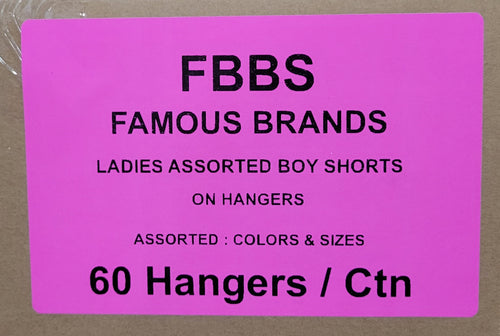 FBBS
FAMOUS BRANDS
LADIES ASSORTED BOY SHORTS
ON HANGERS
ASSORTED : COLORS & SIZES
60 Hangers / Ctn